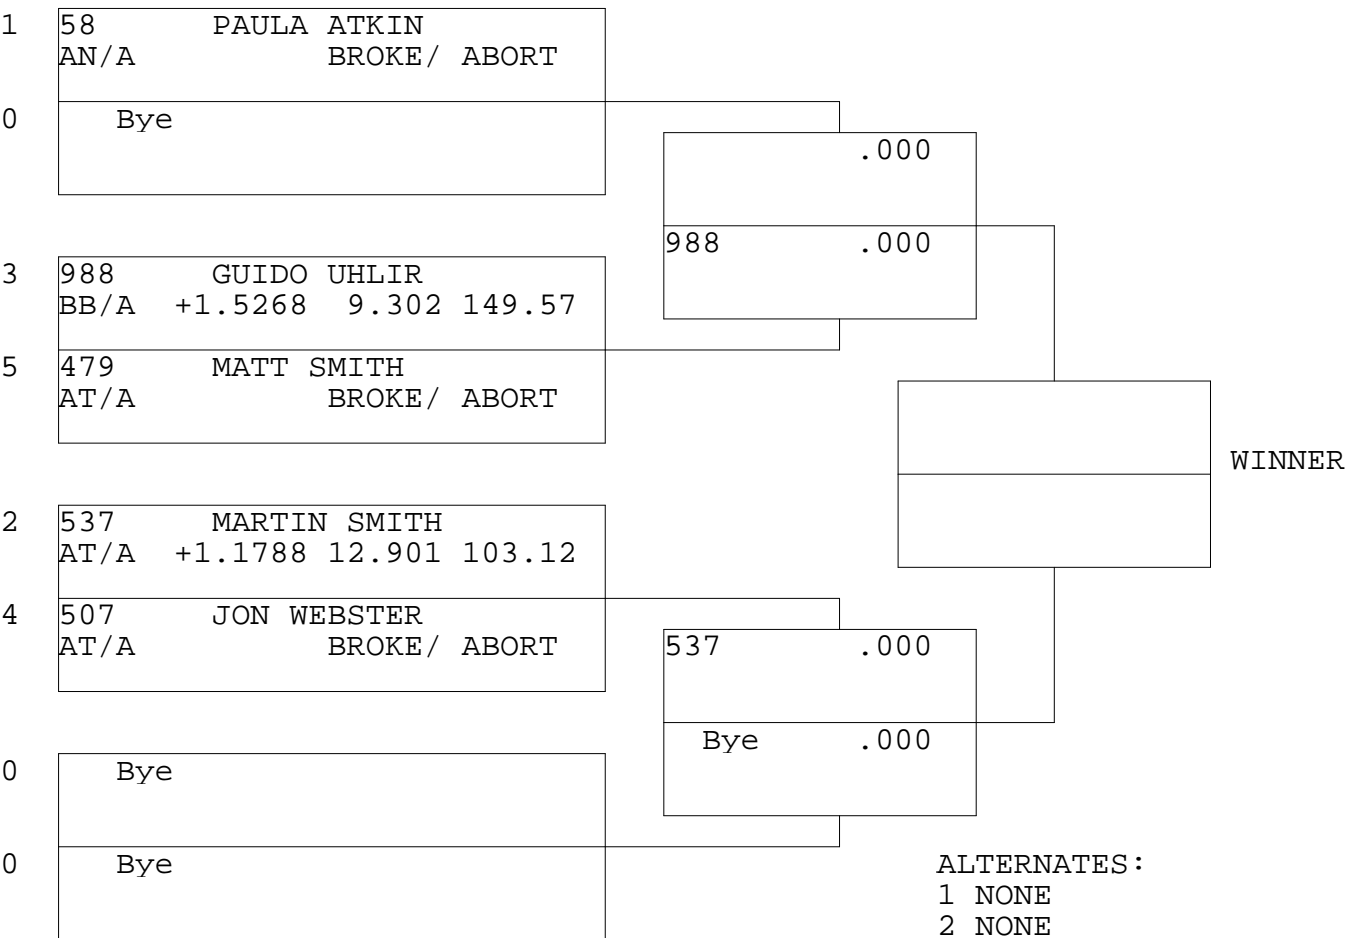 1 58 PAULA ATKIN
AN/A BROKE/ ABORT
0 Bye
.000
988 .000
3 988 GUIDO UHLIR
BB/A +1.5268 9.302 149.57
5 479 MATT SMITH
AT/A BROKE/ ABORT
WINNER
2 537 MARTIN SMITH
AT/A +1.1788 12.901 103.12
4 507 JON WEBSTER
AT/A BROKE/ ABORT
537 .000
Bye .000
0 Bye
0 Bye
ALTERNATES:
1 NONE
2 NONE